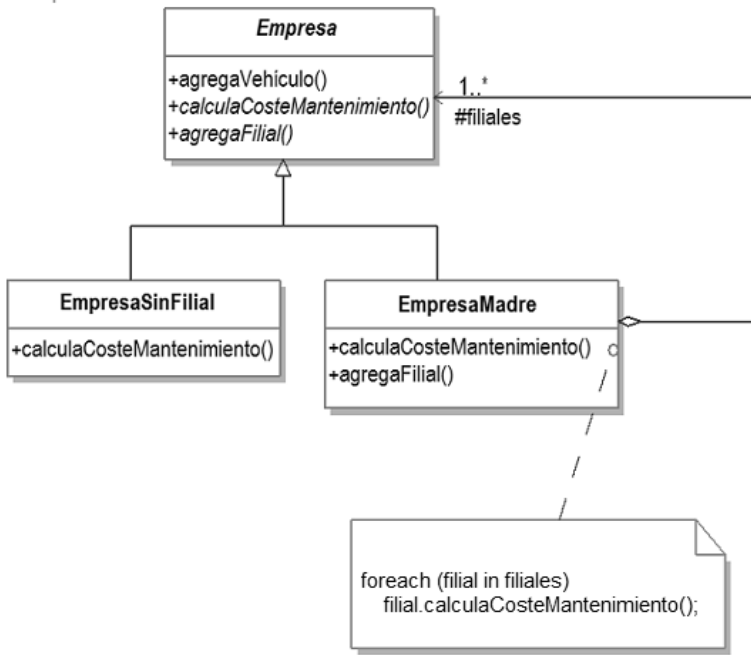 Empresa
+agregaVehiculo()
+calculaCosteMantenimiento()
+agregaFilial()
1..*
#filiales
EmpresaSinFilial
+calculaCosteMantenimiento()
EmpresaMadre
+calculaCosteMantenimiento()
+agregaFilial()
foreach (filial in filiales)
filial.calculaCosteMantenimiento();